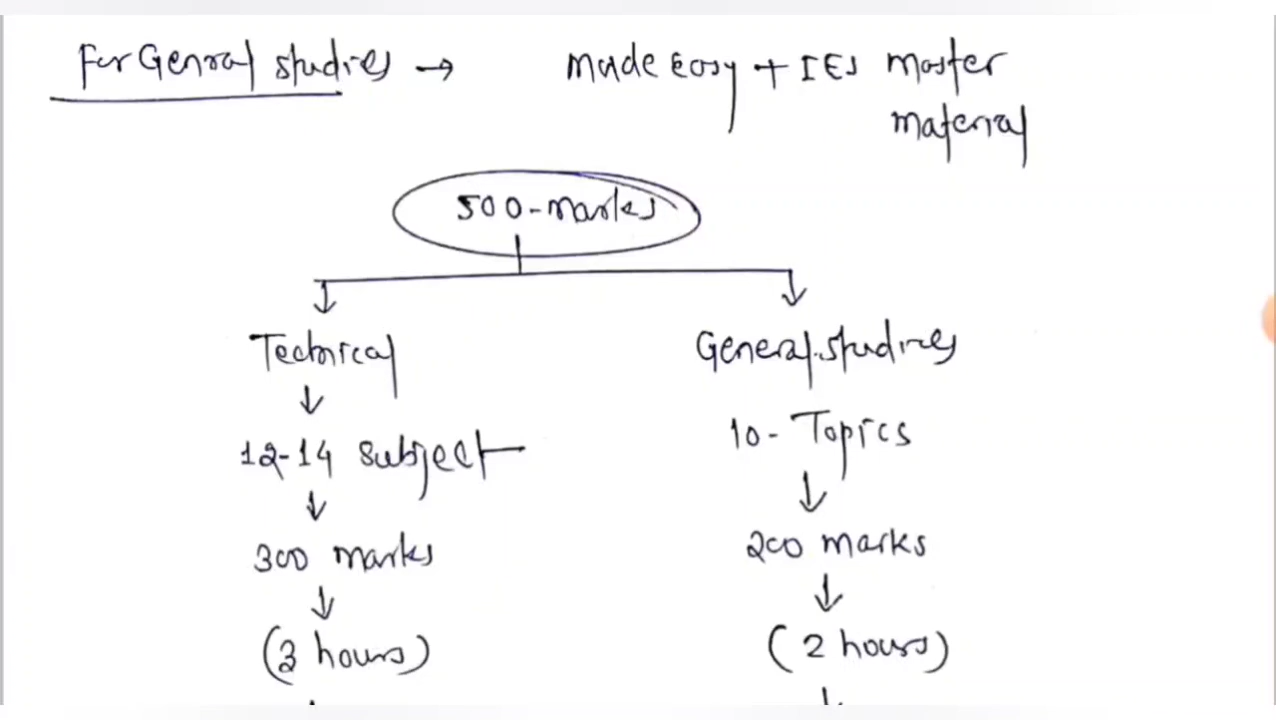 For Genral studies → made easy + IES master
material
500-marks
Technical
General studies
12-14 subject
10- Topics
300 marks
200 marks
(3 hours)
(2 hours)